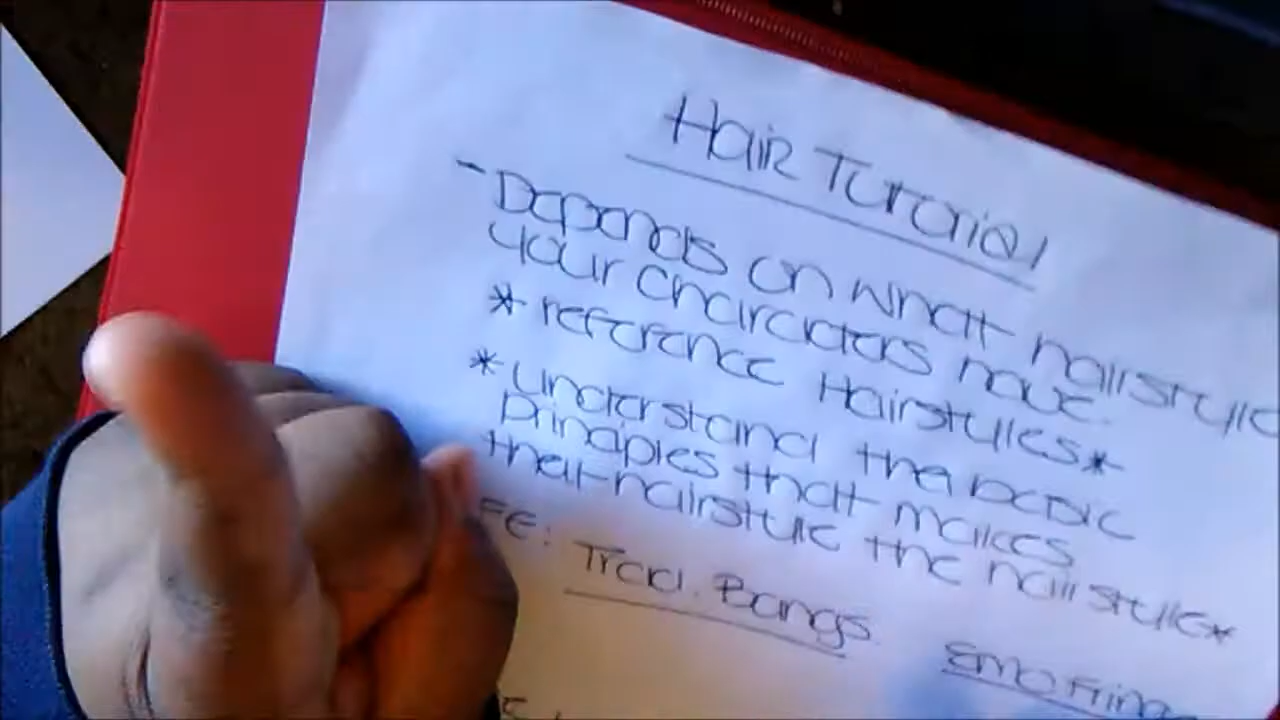 Hair Tutorial
- Depends on what hairstyle
your characters have.
* reference Hairstyles *
* understand the basic
principles that makes
that hairstyle the hairstyle *
FE: Trad. Bangs Emo Fringe